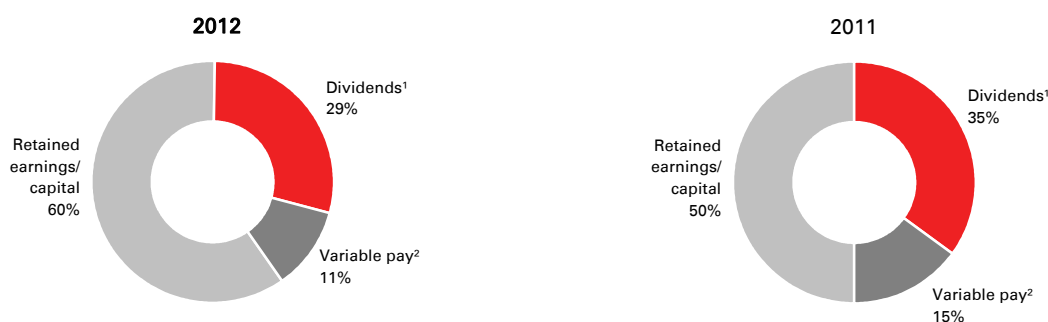 2012
Dividends¹
29%
Retained
earnings/
capital
60%
Variable pay²
11%
2011
Dividends¹
35%
Retained
earnings/
capital
50%
Variable pay²
15%